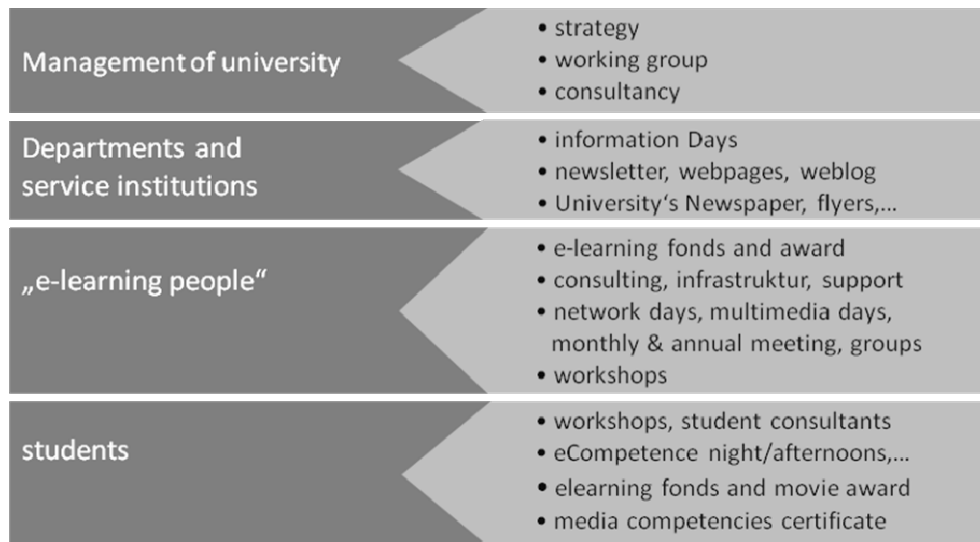 Management of university
• strategy
• working group
• consultancy
Departments and
service institutions
• information Days
• newsletter, webpages, weblog
• University‘s Newspaper, flyers,...
„e-learning people“
• e-learning fonds and award
• consulting, infrastruktur, support
• network days, multimedia days,
monthly & annual meeting, groups
• workshops
students
• workshops, student consultants
• eCompetence night/afternoons,...
• elearning fonds and movie award
• media competencies certificate